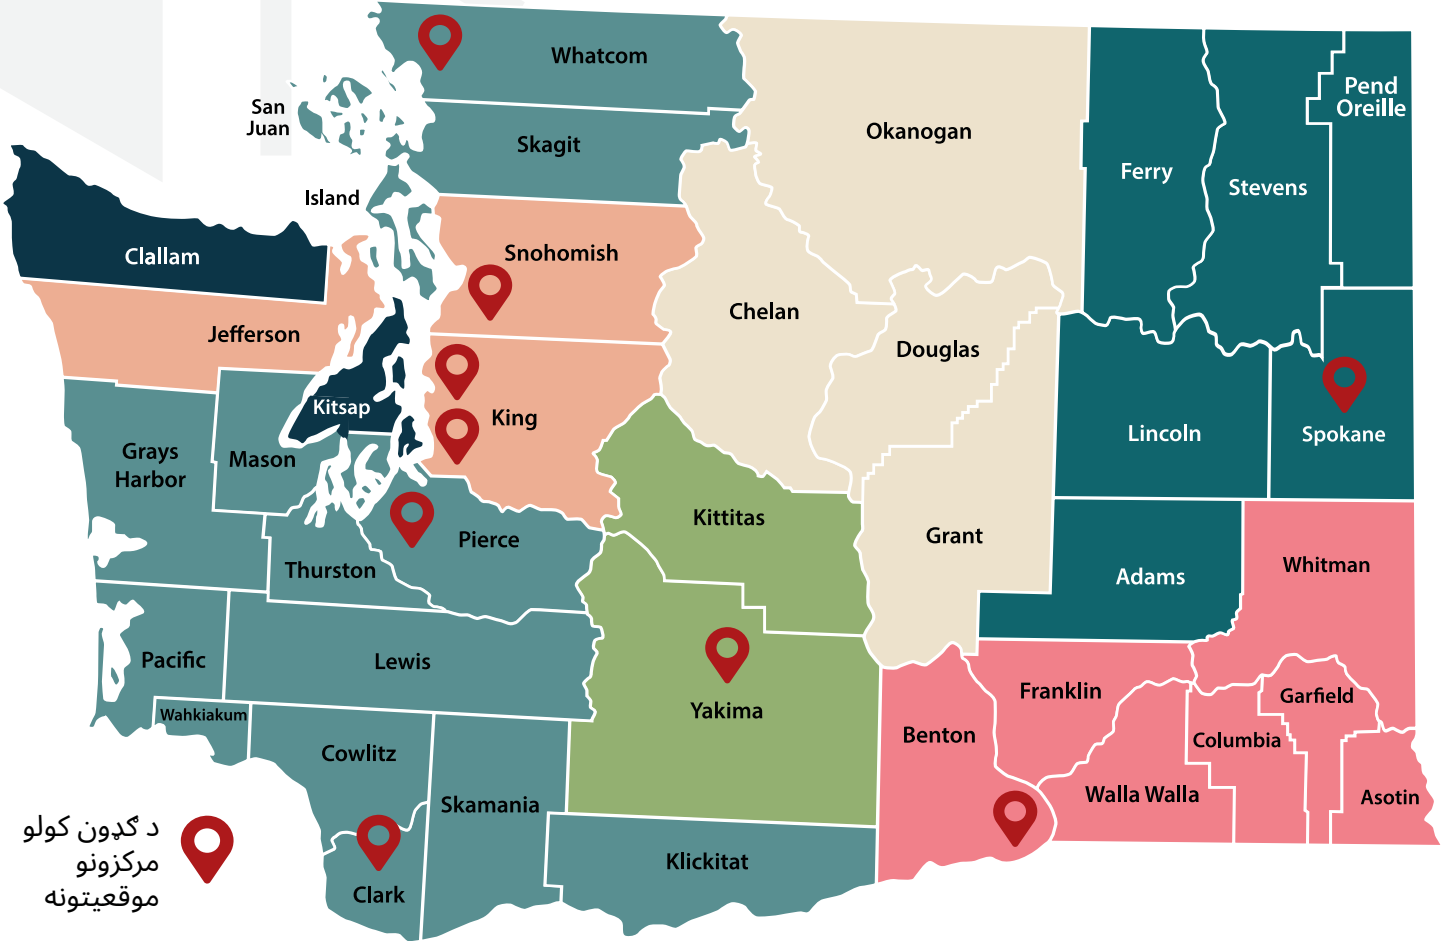 Whatcom
San
Juan
Skagit
Island
Okanogan
Pend
Oreille
Ferry
Stevens
Clallam
Snohomish
Jefferson
Chelan
Douglas
Kitsap
King
Lincoln
Spokane
Grays
Harbor
Mason
Kittitas
Pierce
Grant
Thurston
Adams
Whitman
Pacific
Lewis
Yakima
Franklin
Garfield
Wahkiakum
Benton
Columbia
Cowlitz
Skamania
Walla Walla
Asotin
Klickitat
Clark
د ګډون کولو
مرکزونو
موقعیتونه